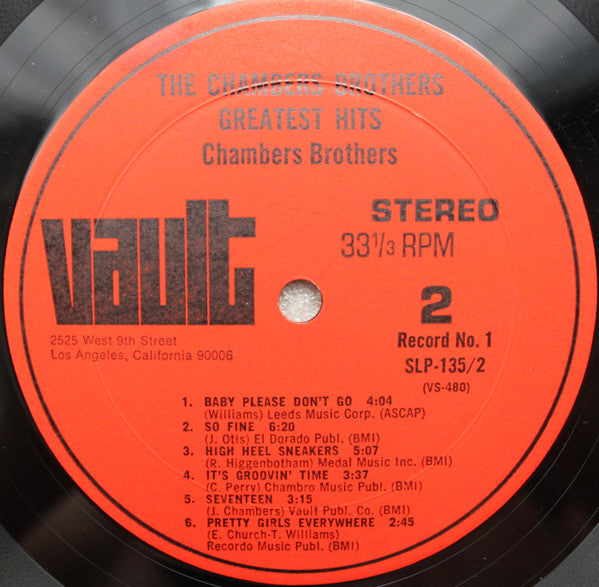 THE CHAMBERS BROTHERS
GREATEST HITS
Chambers Brothers
vault
STEREO
33 1/3 RPM
2525 West 9th Street
Los Angeles, California 90006
2
Record No. 1
SLP-135/2
(VS-480)
1. BABY PLEASE DON'T GO 4:04
(Williams) Leeds Music Corp. (ASCAP)
2. SO FINE 6:20
(J. Otis) El Dorado Publ. (BMI)
3. HIGH HEEL SNEAKERS 5:07
(R. Higgenbotham) Medal Music Inc. (BMI)
4. IT'S GROOVIN' TIME 3:37
(C. Perry) Chambro Music Publ. (BMI)
5. SEVENTEEN 3:15
(J. Chambers) Vault Publ. Co. (BMI)
6. PRETTY GIRLS EVERYWHERE 2:45
(E. Church-T. Williams)
Recordo Music Publ. (BMI)